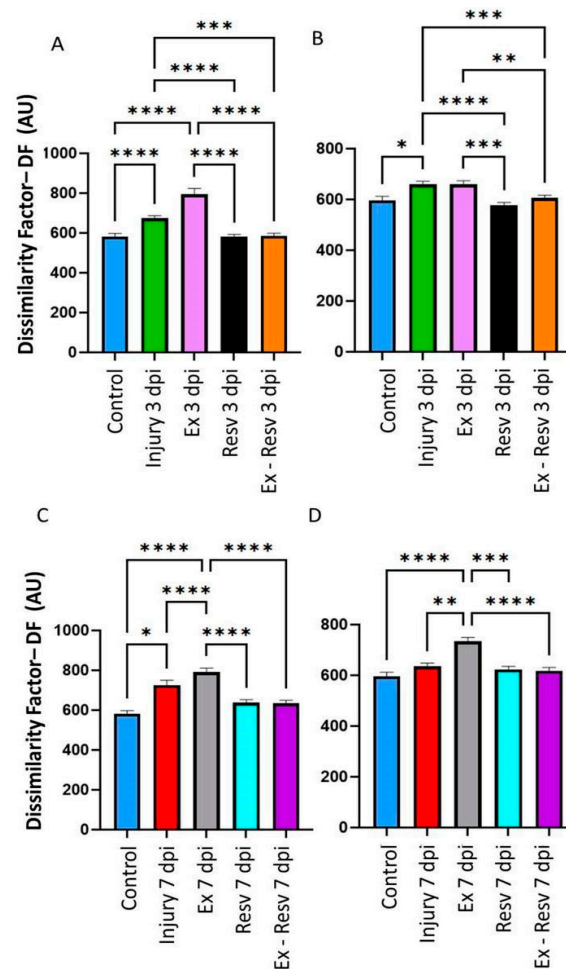 A
***
****
**** ****
**** ****
Dissimilarity Factor– DF (AU)
1000
800
600
400
200
0
Control
Injury 3 dpi
Ex 3 dpi
Resv 3 dpi
Ex - Resv 3 dpi
B
***
**
****
* ***
800
600
400
200
0
Control
Injury 3 dpi
Ex 3 dpi
Resv 3 dpi
Ex - Resv 3 dpi
C
**** ****
****
* ****
Dissimilarity Factor– DF (AU)
1000
800
600
400
200
0
Control
Injury 7 dpi
Ex 7 dpi
Resv 7 dpi
Ex - Resv 7 dpi
D
**** ***
** ****
800
600
400
200
0
Control
Injury 7 dpi
Ex 7 dpi
Resv 7 dpi
Ex - Resv 7 dpi